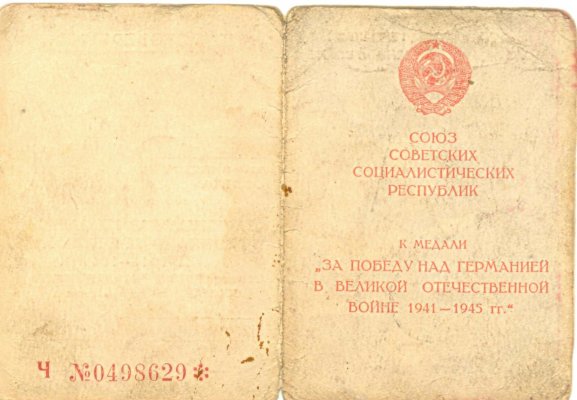 Ч №0498629 *
СОЮЗ
СОВЕТСКИХ
СОЦИАЛИСТИЧЕСКИХ
РЕСПУБЛИК
К МЕДАЛИ
„ЗА ПОБЕДУ НАД ГЕРМАНИЕЙ
В ВЕЛИКОЙ ОТЕЧЕСТВЕННОЙ
ВОЙНЕ 1941—1945 гг.“